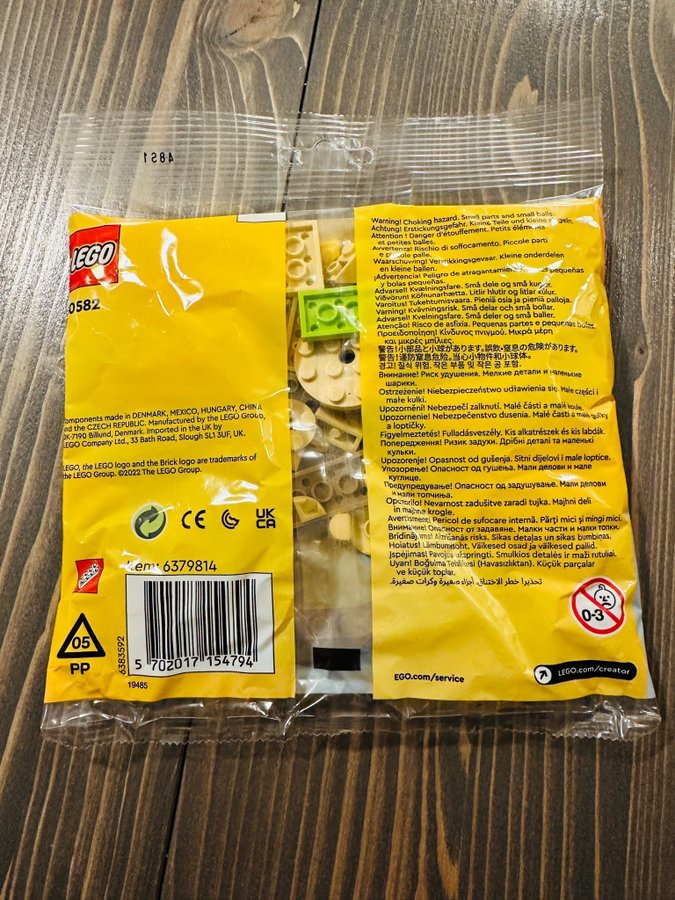 4851
LEGO
0582
omponents made in DENMARK, MEXICO, HUNGARY, CHINA
nd the CZECH REPUBLIC. Manufactured by the LEGO Group,
DK-7190 Billund, Denmark. Imported in UK by
LEGO Company Ltd., 33 Bath Road, Slough SL1 3UF, UK.
LEGO, the LEGO logo and the Brick logo are trademarks of
the LEGO Group. ©2022 The LEGO Group.
CE
UK
CA
Item: 6379814
05
PP
6383592
5 702017 154794
19485
Warning! Choking hazard. Small parts and small balls.
Achtung! Erstickungsgefahr. Kleine Teile und kleine Kugeln.
Attention ! Danger d'étouffement. Petits éléments
et petites balles.
Avvertenza! Rischio di soffocamento. Piccole parti
e piccole palle.
Waarschuwing! Verstikkingsgevaar. Kleine onderdelen
en kleine ballen.
¡Advertencia! Peligro de atragantamiento. Piezas pequeñas
y bolas pequeñas.
Advarsel! Kvælningsfare. Små dele og små kugler.
Viðvörun! Köfnunarhætta. Litlir hlutir og litlar kúlur.
Varoitus! Tukehtumisvaara. Pieniä osia ja pieniä palloja.
Varning! Kvävningsrisk. Små delar och små bollar.
Advarsel! Kvelningsfare. Små deler og små baller.
Atenção! Risco de asfixia. Pequenas partes e pequenas bolas.
Προειδοποίηση! Κίνδυνος πνιγμού. Μικρά μέρη
και μικρές μπίλιες.
警告！小部品と小球があります。誤飲・窒息の危険があります。
警告！谨防窒息危险。当心小物件和小球体。
경고! 질식 위험. 작은 부품 및 작은 공 포함.
Внимание! Риск удушения. Мелкие детали и маленькие
шарики.
Ostrzeżenie! Niebezpieczeństwo udławienia się. Małe części i
małe kulki.
Upozornění! Nebezpečí zalknutí. Malé části a malé koule.
Upozornenie! Nebezpečenstvo dusenia. Malé časti a malé gule
a loptičky.
Figyelmeztetés! Fulladásveszély. Kis alkatrészek és kis labdák.
Попередження! Ризик задухи. Дрібні деталі та маленькі
кульки.
Upozorenje! Opasnost od gušenja. Sitni dijelovi i male loptice.
Упозорење! Опасност од гушења. Мали делови и мале
куглице.
Предупреждение! Опасност от задушаване. Малки делови
и мали топчиња.
Opozorilo! Nevarnost zadušitve zaradi tujka. Majhni deli
in majhne krogle.
Avertisment! Pericol de sufocare internă. Părți mici și mingi mici.
Внимание! Опасност от задавяне. Малки части и малки топки.
Brīdinājums! Aizrīšanās risks. Sīkas detaļas un sīkas bumbiņas.
Hoiatus! Lämbumisoht. Väikesed osad ja väikesed pallid.
Įspėjimas! Pavojus užspringti. Smulkios detalės ir maži rutuliai.
Uyarı! Boğulma Tehlikesi (Havasızlıktan). Küçük parçalar
ve küçük toplar.
تحذير! خطر الاختناق. أجزاء صغيرة وكرات صغيرة.
0-3
EGO.com/service
LEGO.com/creator